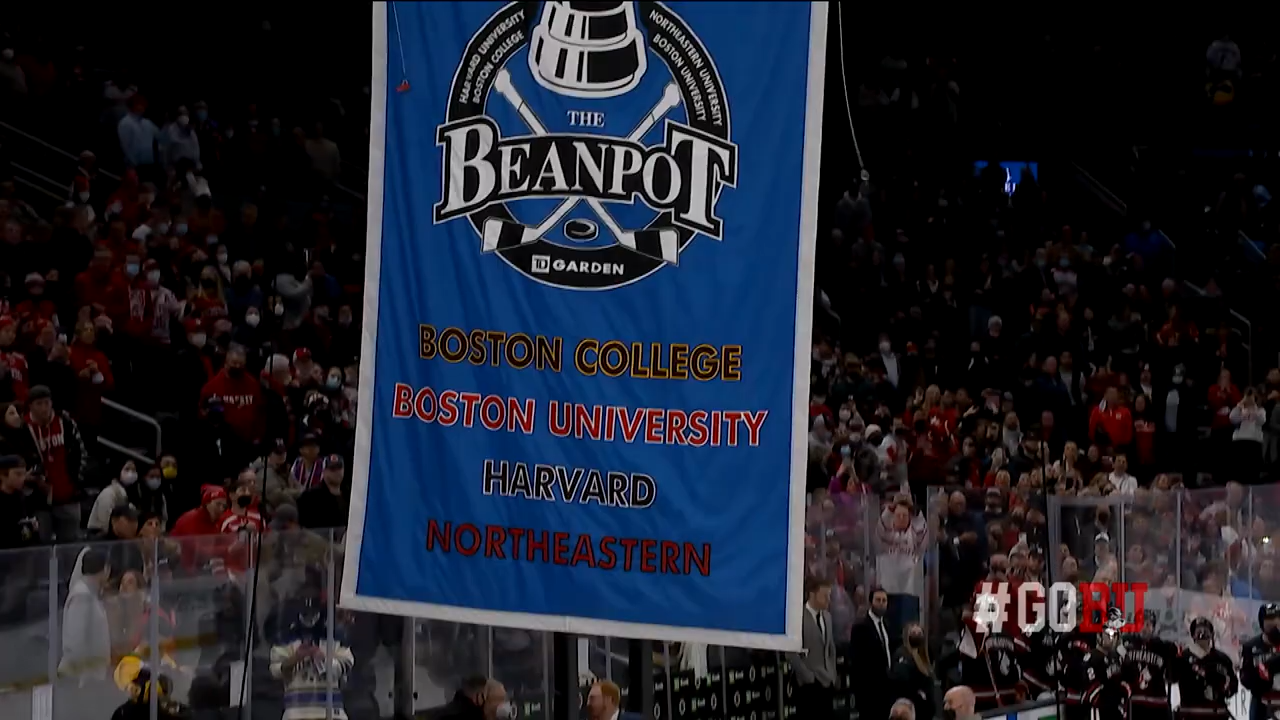 HARVARD UNIVERSITY
BOSTON COLLEGE
NORTHEASTERN UNIVERSITY
BOSTON UNIVERSITY
THE
BEANPOT
TD GARDEN
BOSTON COLLEGE
BOSTON UNIVERSITY
HARVARD
NORTHEASTERN
#GOBU